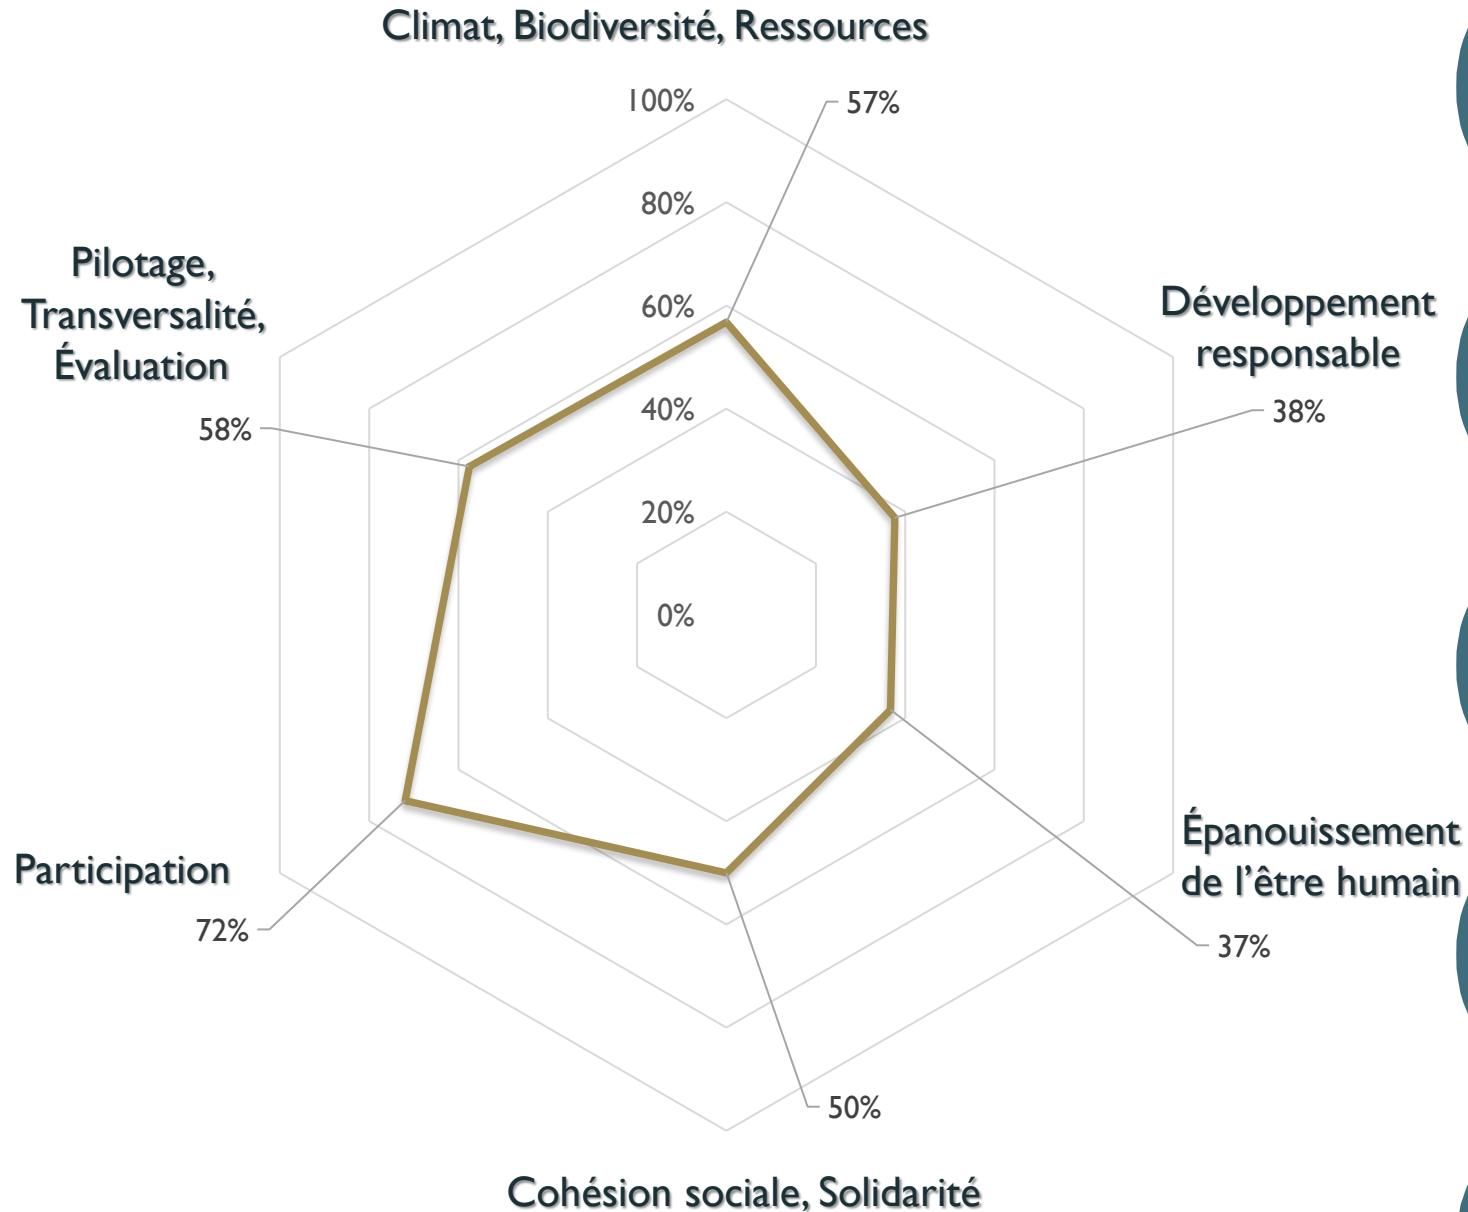 Climat, Biodiversité, Ressources
100%
57%
80%
Pilotage,
Transversalité,
Évaluation
58%
60%
Développement
responsable
38%
40%
20%
0%
Épanouissement
de l’être humain
37%
Participation
72%
50%
Cohésion sociale, Solidarité